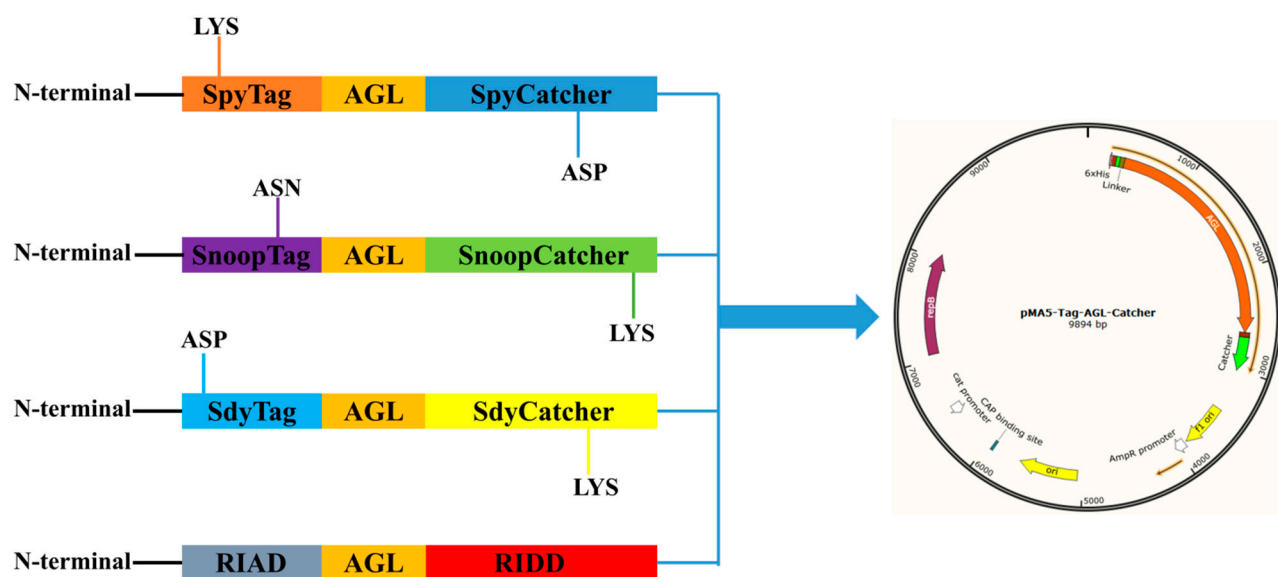 LYS
N-terminal SpyTag AGL SpyCatcher
ASP
ASN
N-terminal SnoopTag AGL SnoopCatcher
LYS
ASP
N-terminal SdyTag AGL SdyCatcher
LYS
N-terminal RIAD AGL RIDD
1000
2000
3000
4000
5000
6000
7000
8000
9000
6xHis
Linker
AGL
Catcher
f1 ori
AmpR promoter
ori
CAP binding site
cat promoter
repB
pMA5-Tag-AGL-Catcher
9894 bp